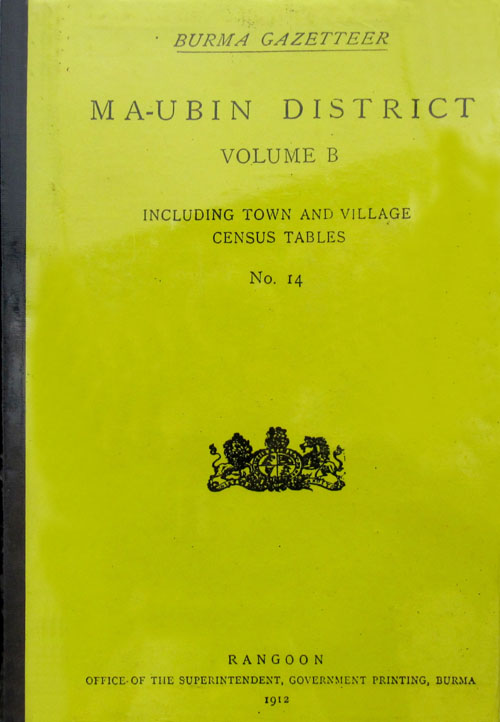 BURMA GAZETTEER
MA-UBIN DISTRICT
VOLUME B
INCLUDING TOWN AND VILLAGE
CENSUS TABLES
No. 14
RANGOON
OFFICE OF THE SUPERINTENDENT, GOVERNMENT PRINTING, BURMA
1912